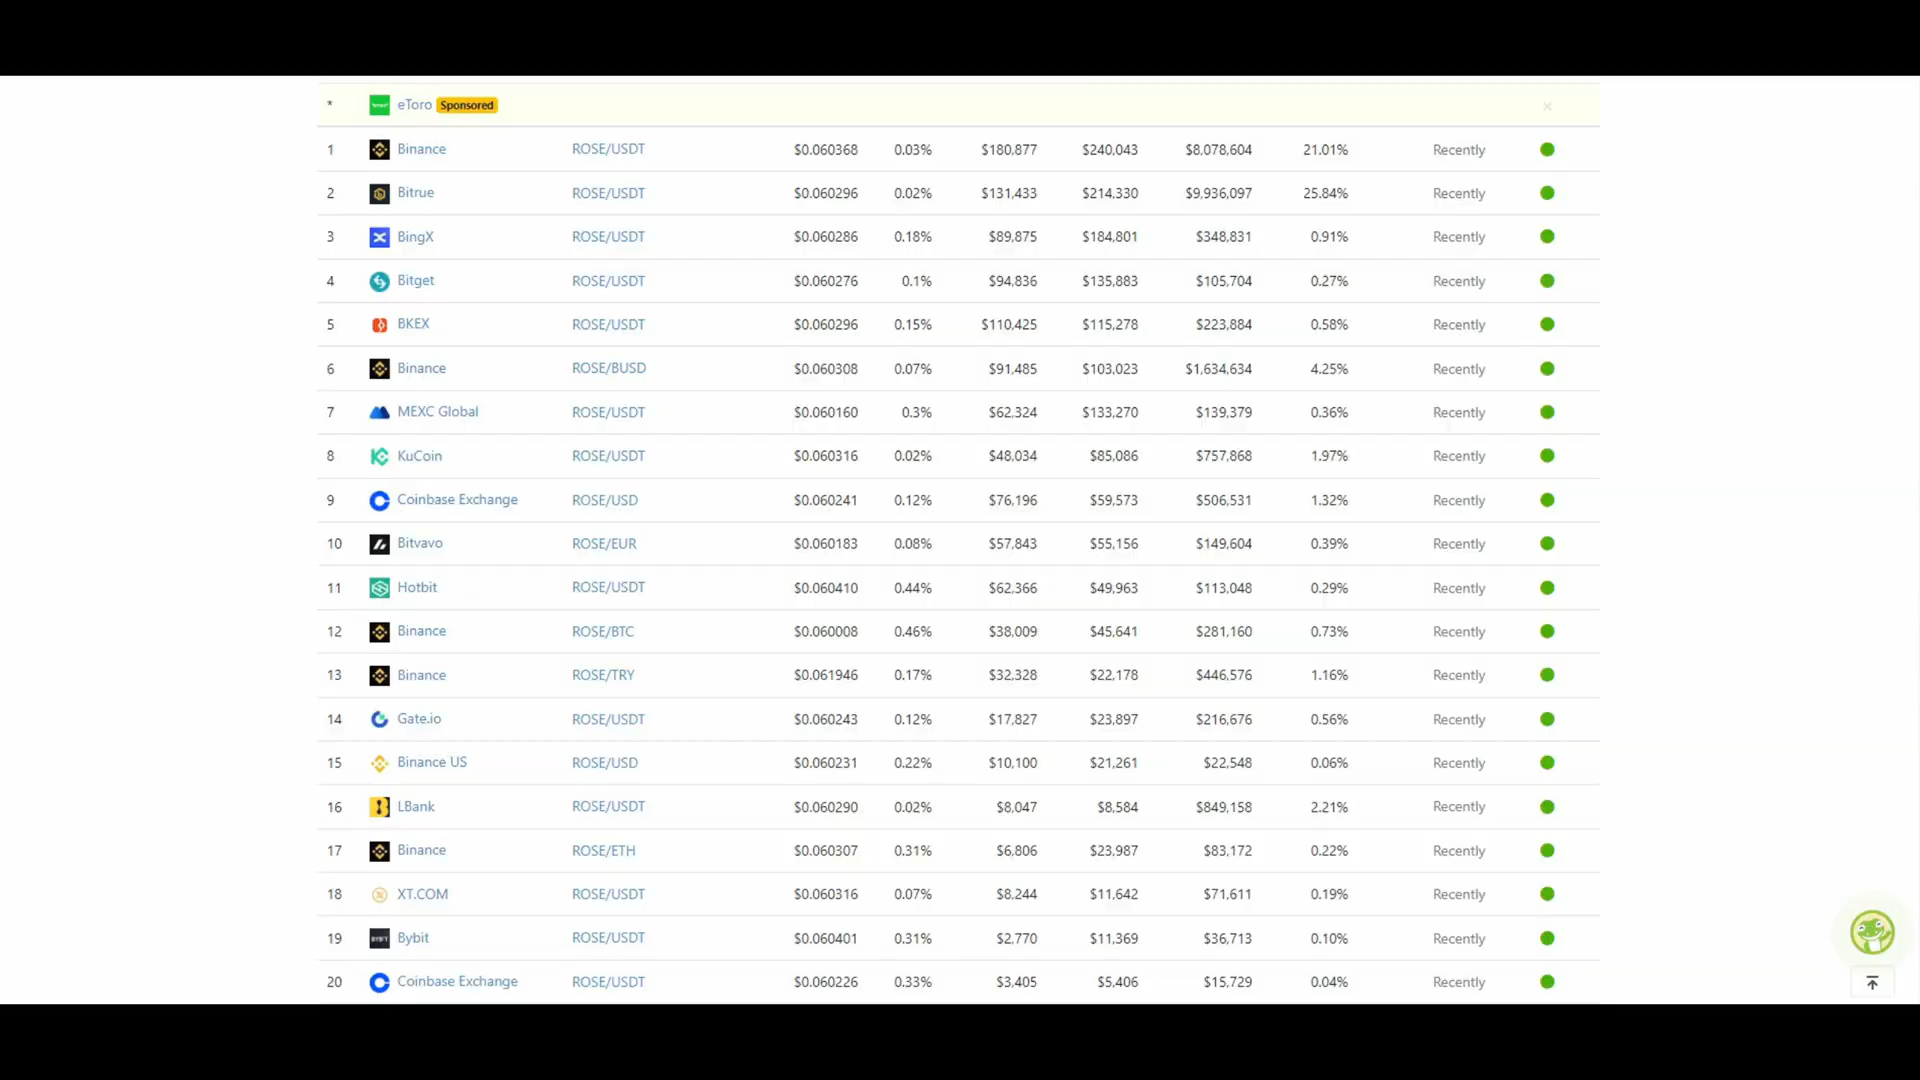 * eToro Sponsored ×
1 Binance ROSE/USDT $0.060368 0.03% $180,877 $240,043 $8,078,604 21.01% Recently
2 Bitrue ROSE/USDT $0.060296 0.02% $131,433 $214,330 $9,936,097 25.84% Recently
3 BingX ROSE/USDT $0.060286 0.18% $89,875 $184,801 $348,831 0.91% Recently
4 Bitget ROSE/USDT $0.060276 0.1% $94,836 $135,883 $105,704 0.27% Recently
5 BKEX ROSE/USDT $0.060296 0.15% $110,425 $115,278 $223,884 0.58% Recently
6 Binance ROSE/BUSD $0.060308 0.07% $91,485 $103,023 $1,634,634 4.25% Recently
7 MEXC Global ROSE/USDT $0.060160 0.3% $62,324 $133,270 $139,379 0.36% Recently
8 KuCoin ROSE/USDT $0.060316 0.02% $48,034 $85,086 $757,868 1.97% Recently
9 Coinbase Exchange ROSE/USD $0.060241 0.12% $76,196 $59,573 $506,531 1.32% Recently
10 Bitvavo ROSE/EUR $0.060183 0.08% $57,843 $55,156 $149,604 0.39% Recently
11 Hotbit ROSE/USDT $0.060410 0.44% $62,366 $49,963 $113,048 0.29% Recently
12 Binance ROSE/BTC $0.060008 0.46% $38,009 $45,641 $281,160 0.73% Recently
13 Binance ROSE/TRY $0.061946 0.17% $32,328 $22,178 $446,576 1.16% Recently
14 Gate.io ROSE/USDT $0.060243 0.12% $17,827 $23,897 $216,676 0.56% Recently
15 Binance US ROSE/USD $0.060231 0.22% $10,100 $21,261 $22,548 0.06% Recently
16 LBank ROSE/USDT $0.060290 0.02% $8,047 $8,584 $849,158 2.21% Recently
17 Binance ROSE/ETH $0.060307 0.31% $6,806 $23,987 $83,172 0.22% Recently
18 XT.COM ROSE/USDT $0.060316 0.07% $8,244 $11,642 $71,611 0.19% Recently
19 Bybit ROSE/USDT $0.060401 0.31% $2,770 $11,369 $36,713 0.10% Recently
20 Coinbase Exchange ROSE/USDT $0.060226 0.33% $3,405 $5,406 $15,729 0.04% Recently